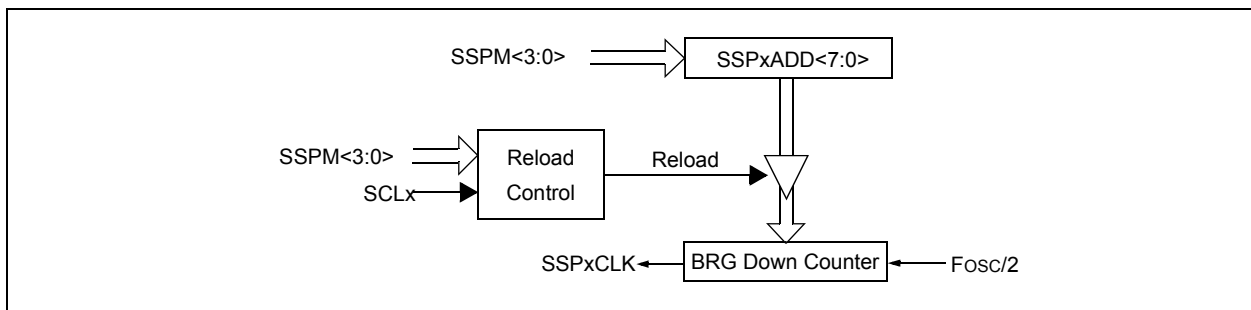 SSPM<3:0>
SSPxADD<7:0>
SSPM<3:0>
Reload
Control
Reload
SCLx
SSPxCLK
BRG Down Counter
FOSC/2